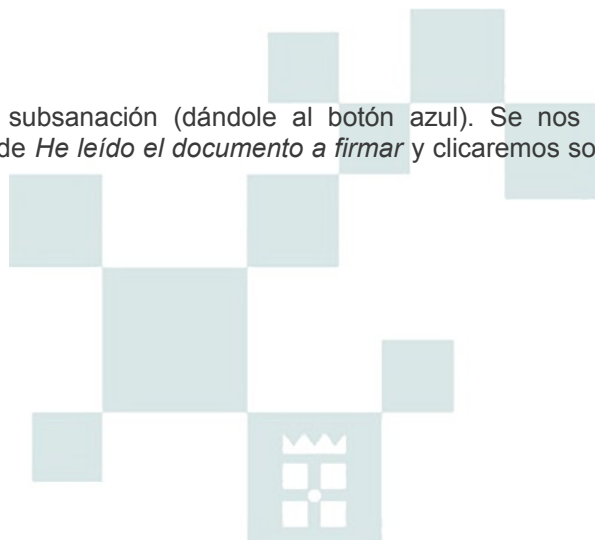 subsanación (dándole al botón azul). Se nos
de He leído el documento a firmar y clicaremos so